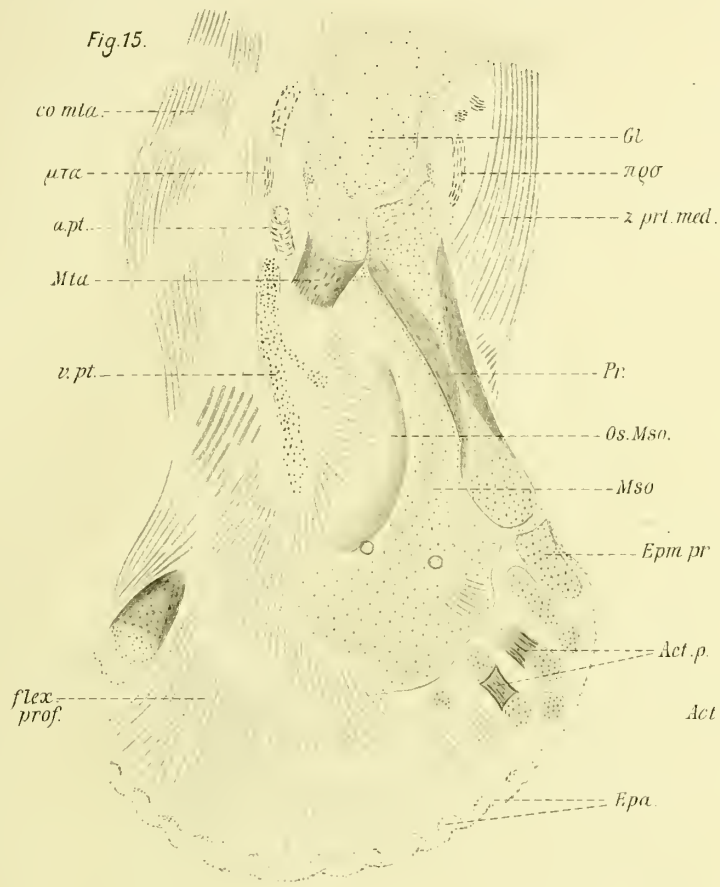 Fig. 15.
co mta.
μτα
a.pt.
Mta
v. pt.
flex.
prof.
Gl
πρσ
z prt. med.
Pr.
Os. Mso.
Mso
Epm pr
Act. p.
Act
Epa.